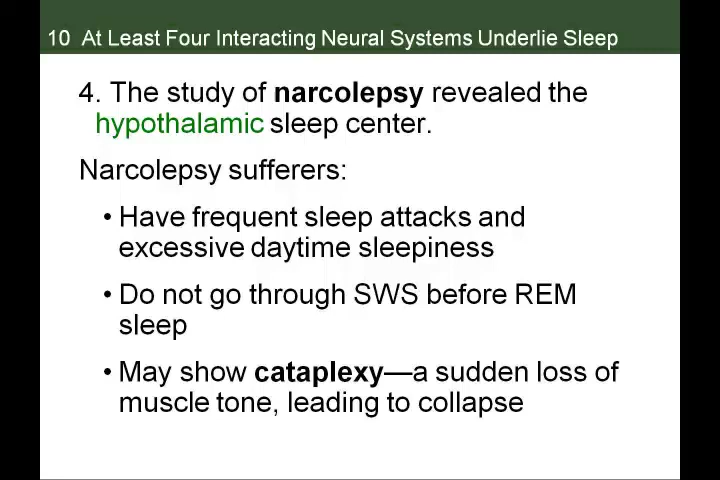 10 At Least Four Interacting Neural Systems Underlie Sleep
4. The study of narcolepsy revealed the
hypothalamic sleep center.
Narcolepsy sufferers:
• Have frequent sleep attacks and
excessive daytime sleepiness
• Do not go through SWS before REM
sleep
• May show cataplexy—a sudden loss of
muscle tone, leading to collapse